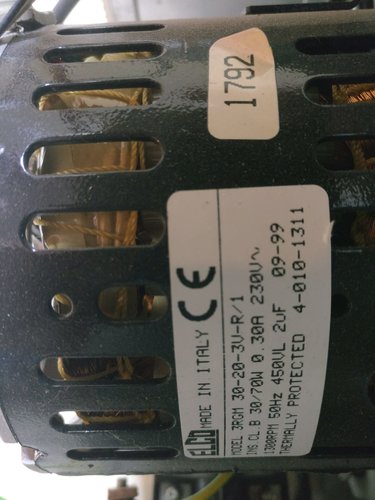 1792
ELCO MADE IN ITALY CE
MODEL 3RGM 30-20-3V-R/1
INS.CL.B 30/70W 0.30A 230V~
1300RPM 50Hz 450VL 2uF 09-99
THERMALLY PROTECTED 4-010-1311